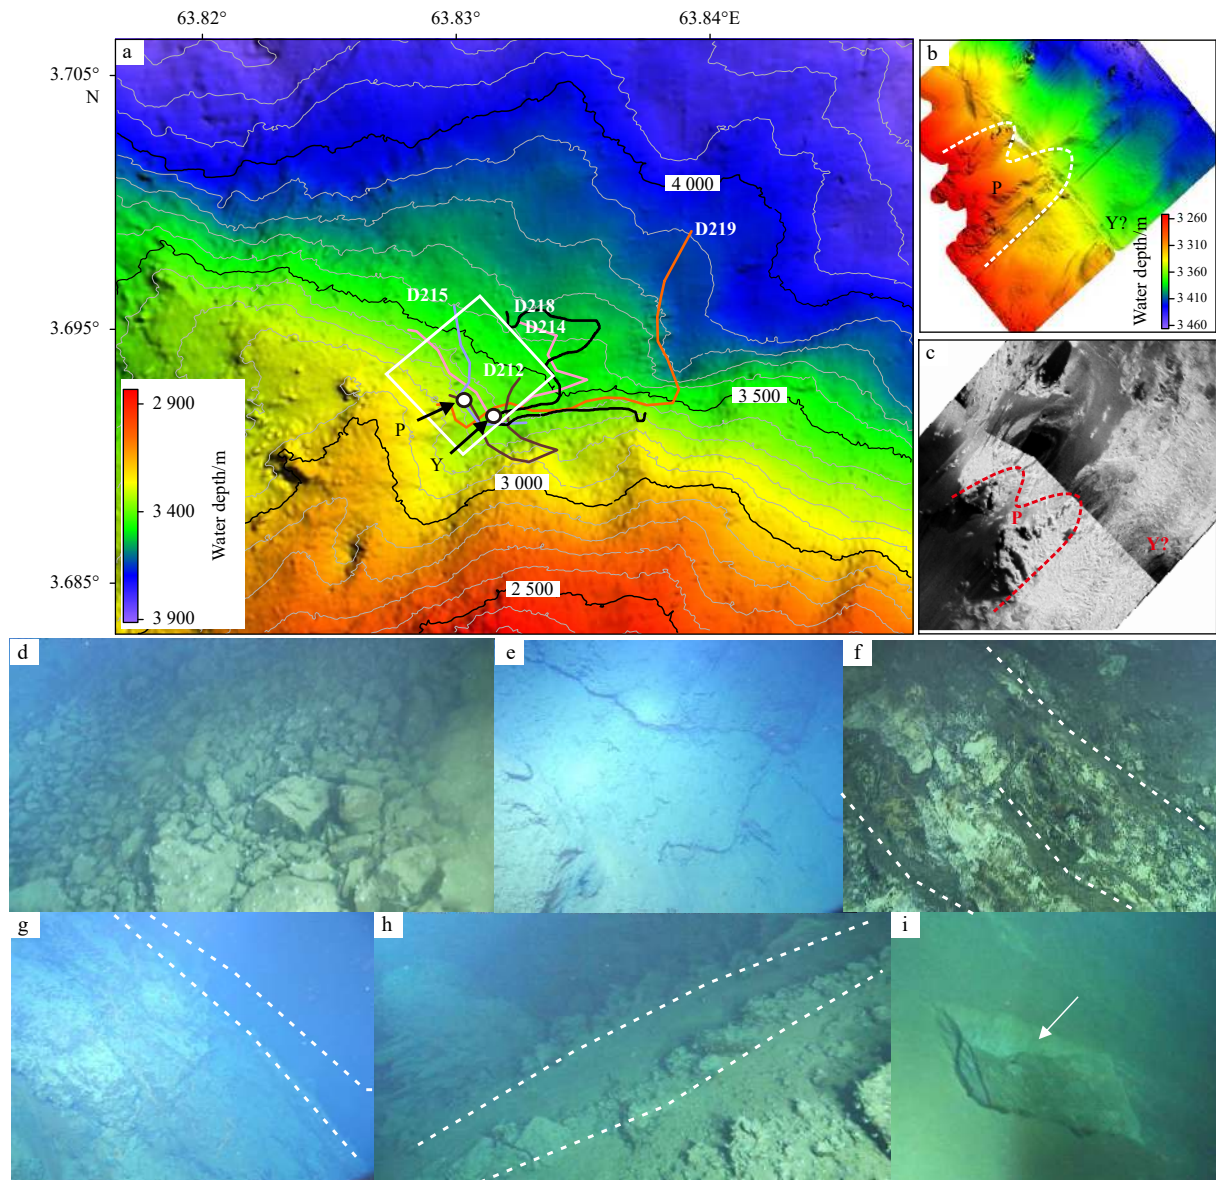 63.82°
63.83°
63.84°E
a
3.705°
N
3.695°
3.685°
4 000
D219
D215
D218
D214
D212
3 500
P
Y
3 000
2 500
2 900
3 400
3 900
Water depth/m
b
P
Y?
3 260
3 310
3 360
3 410
3 460
Water depth/m
c
P
Y?
d
e
f
g
h
i